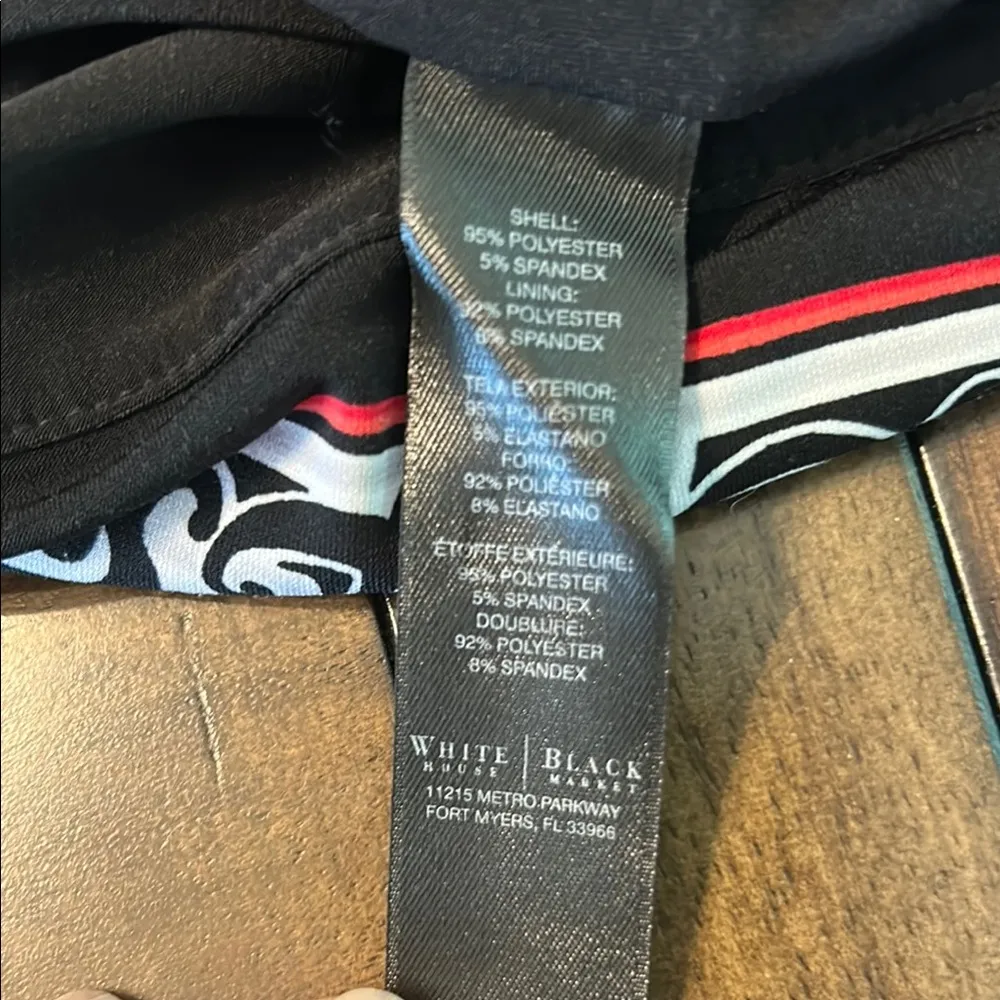 SHELL:
95% POLYESTER
5% SPANDEX
LINING:
92% POLYESTER
8% SPANDEX
TELA EXTERIOR:
95% POLIÉSTER
5% ELASTANO
FORRO:
92% POLIÉSTER
8% ELASTANO
ÉTOFFE EXTÉRIEURE:
95% POLYESTER
5% SPANDEX
DOUBLURE:
92% POLYESTER
8% SPANDEX
WHITE | BLACK
HOUSE | MARKET
11215 METRO PARKWAY
FORT MYERS, FL 33966